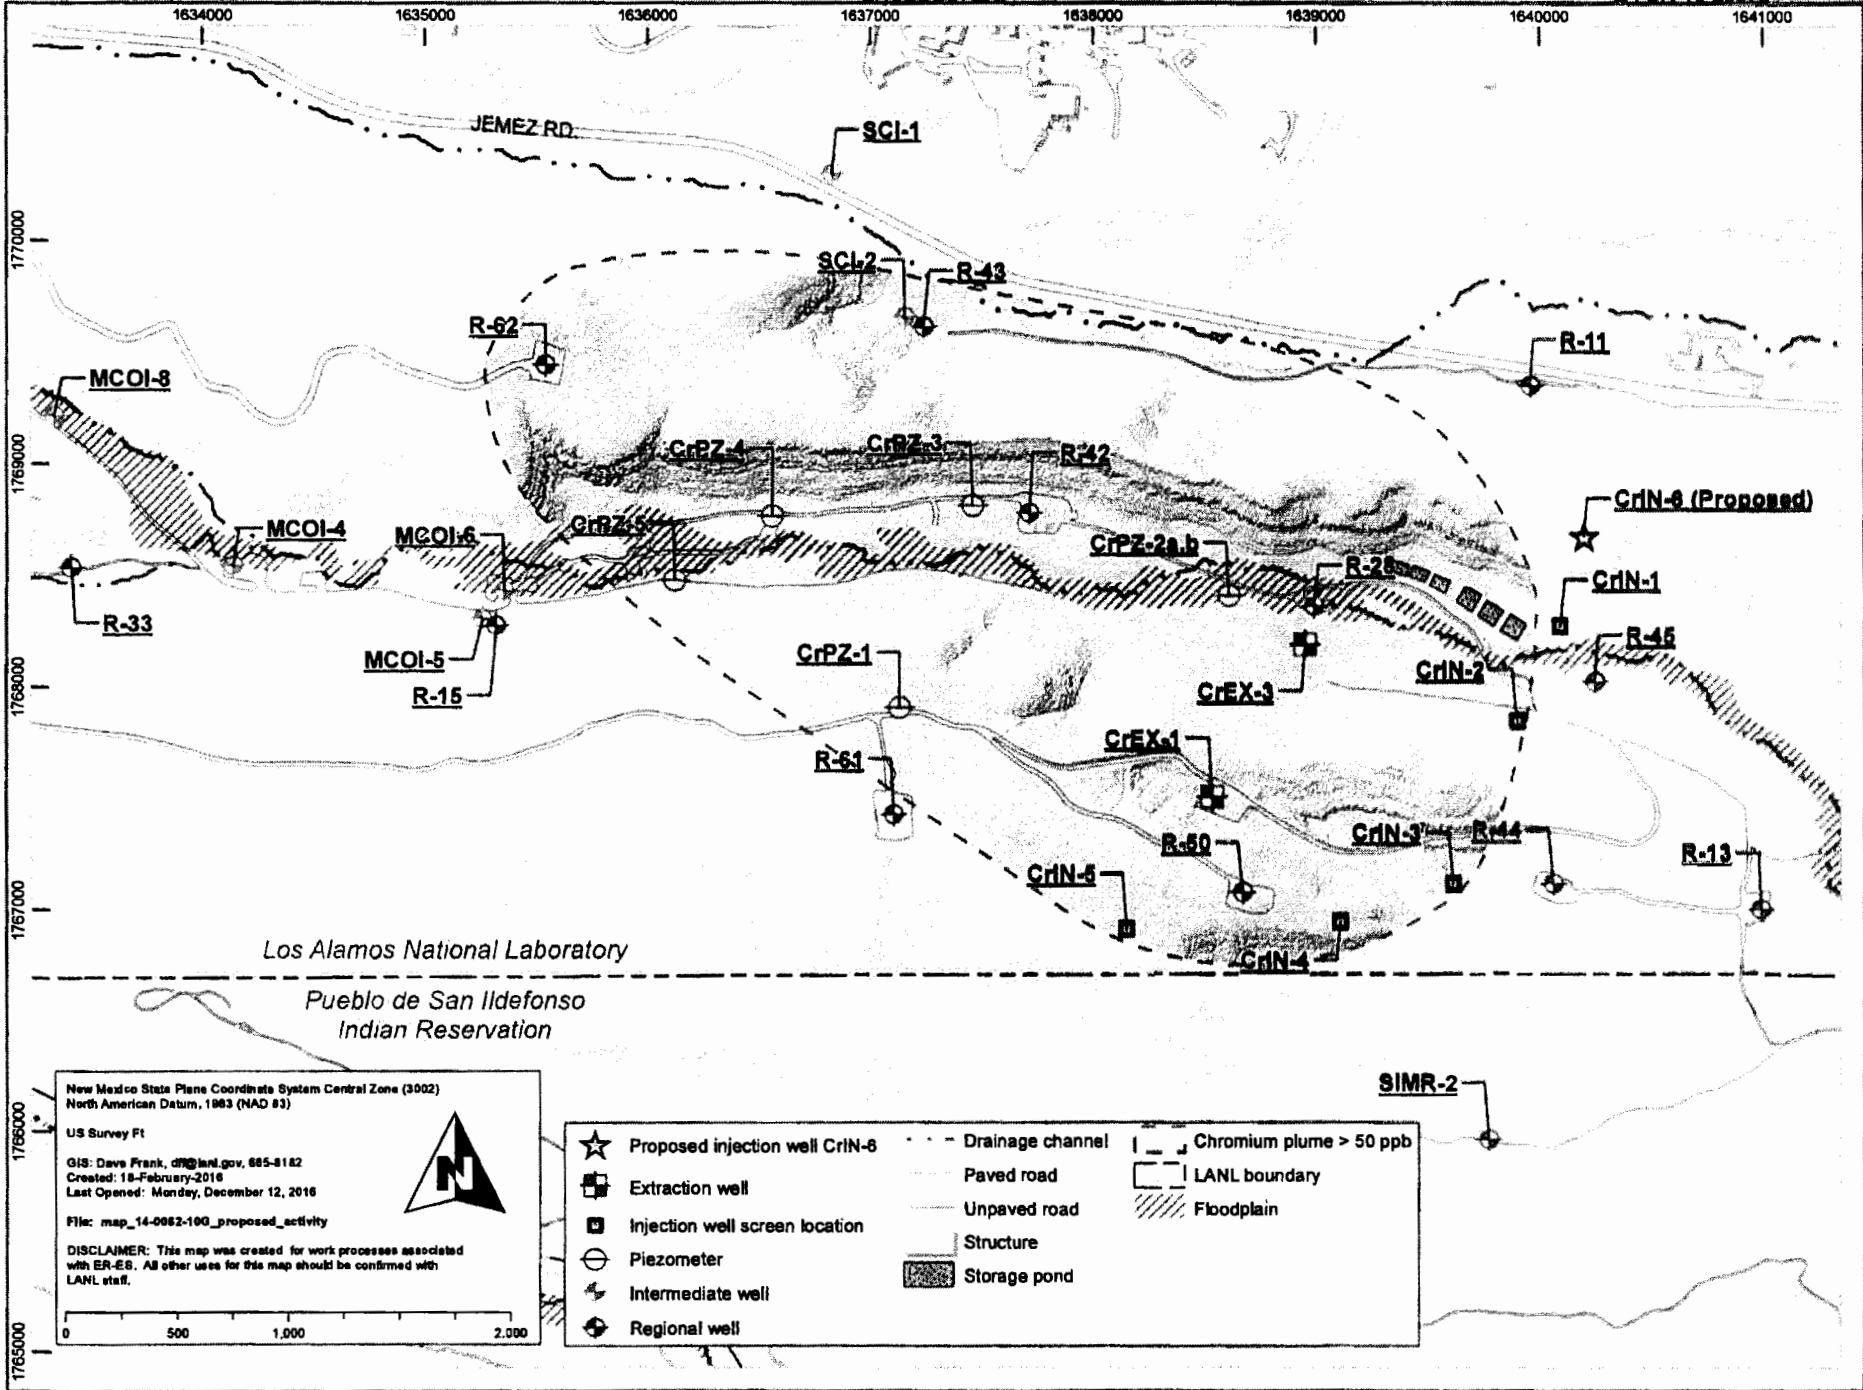 1634000 1635000 1636000 1637000 1638000 1639000 1640000 1641000
1770000
1769000
1768000
1767000
1766000
1765000
JEMEZ RD.
SCI-1
SCI-2
R-43
R-62
R-11
MCOI-8
CrPZ-4
CrPZ-3
R-42
CrIN-6 (Proposed)
MCOI-4
MCOI-6
CrPZ-5
CrPZ-2a,b
R-28
CrIN-1
R-33
R-45
MCOI-5
CrPZ-1
CrIN-2
R-15
CrEX-3
CrEX-1
R-61
CrIN-3
R-44
R-50
R-13
CrIN-5
CrIN-4
Los Alamos National Laboratory
Pueblo de San Ildefonso
Indian Reservation
SIMR-2
New Mexico State Plane Coordinate System Central Zone (3002)
North American Datum, 1983 (NAD 83)
US Survey Ft
GIS: Dave Frank, dff@lanl.gov, 665-8182
Created: 18-February-2016
Last Opened: Monday, December 12, 2016
File: map_14-0082-10G_proposed_activity
DISCLAIMER: This map was created for work processes associated
with ER-ES. All other uses for this map should be confirmed with
LANL staff.
N
0 500 1,000 2,000
Proposed injection well CrIN-6
Extraction well
Injection well screen location
Piezometer
Intermediate well
Regional well
Drainage channel
Paved road
Unpaved road
Structure
Storage pond
Chromium plume > 50 ppb
LANL boundary
Floodplain